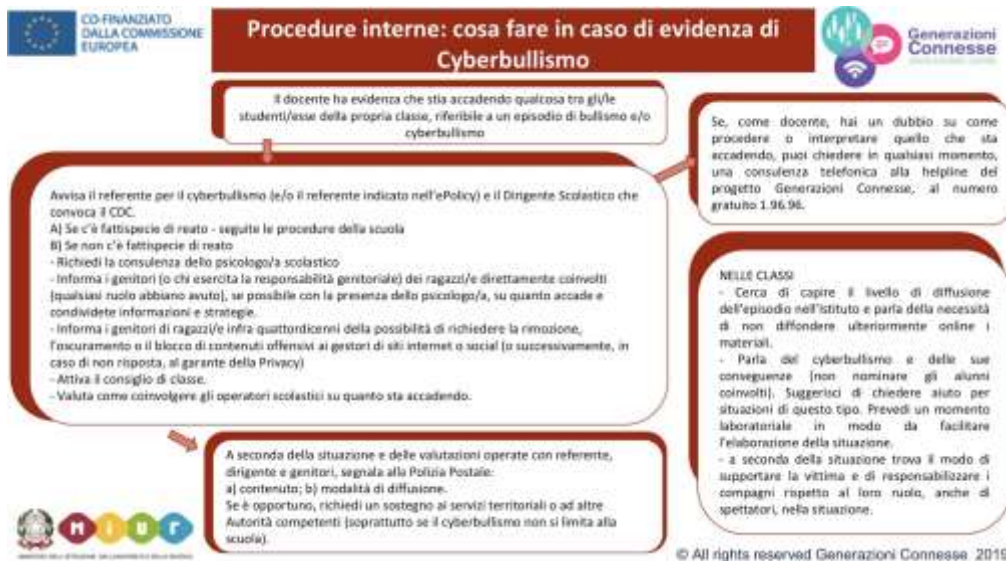 CO-FINANZIATO
DALLA COMMISSIONE
EUROPEA
Procedure interne: cosa fare in caso di evidenza di
Cyberbullismo
Generazioni
Connesse
Il docente ha evidenza che stia accadendo qualcosa tra gli/le
studenti/esse della propria classe, riferibile a un episodio di bullismo e/o
cyberbullismo
Se, come docente, hai un dubbio su come
procedere o interpretare quello che sta
accadendo, puoi chiedere in qualsiasi momento,
una consulenza telefonica alla helpline del
progetto Generazioni Connesse, al numero
gratuito 1.96.96.
Avvisa il referente per il cyberbullismo (e/o il referente indicato nell'ePolicy) e il Dirigente Scolastico che
convoca il CDC.
A) Se c'è fattispecie di reato - seguite le procedure della scuola
B) Se non c'è fattispecie di reato
- Richiedi la consulenza dello psicologo/a scolastico
- Informa i genitori (o chi esercita la responsabilità genitoriale) dei ragazzi/e direttamente coinvolti
(qualsiasi ruolo abbiano avuto), se possibile con la presenza dello psicologo/a, su quanto accade e
condividete informazioni e strategie.
- Informa i genitori di ragazzi/e infra quattordicenni della possibilità di richiedere la rimozione,
l'oscuramento o il blocco di contenuti offensivi ai gestori di siti internet o social (o successivamente, in
caso di non risposta, al garante della Privacy)
- Attiva il consiglio di classe.
- Valuta come coinvolgere gli operatori scolastici su quanto sta accadendo.
NELLE CLASSI
- Cerca di capire il livello di diffusione
dell'episodio nell'istituto e parla della necessità
di non diffondere ulteriormente online i
materiali.
- Parla del cyberbullismo e delle sue
conseguenze (non nominare gli alunni
coinvolti). Suggerisci di chiedere aiuto per
situazioni di questo tipo. Prevedi un momento
laboratoriale in modo da facilitare
l'elaborazione della situazione.
- a seconda della situazione trova il modo di
supportare la vittima e di responsabilizzare i
compagni rispetto al loro ruolo, anche di
spettatori, nella situazione.
A seconda della situazione e delle valutazioni operate con referente,
dirigente e genitori, segnala alla Polizia Postale:
a) contenuto; b) modalità di diffusione.
Se è opportuno, richiedi un sostegno ai servizi territoriali o ad altre
Autorità competenti (soprattutto se il cyberbullismo non si limita alla
scuola).
MIUR
© All rights reserved Generazioni Connesse 2019